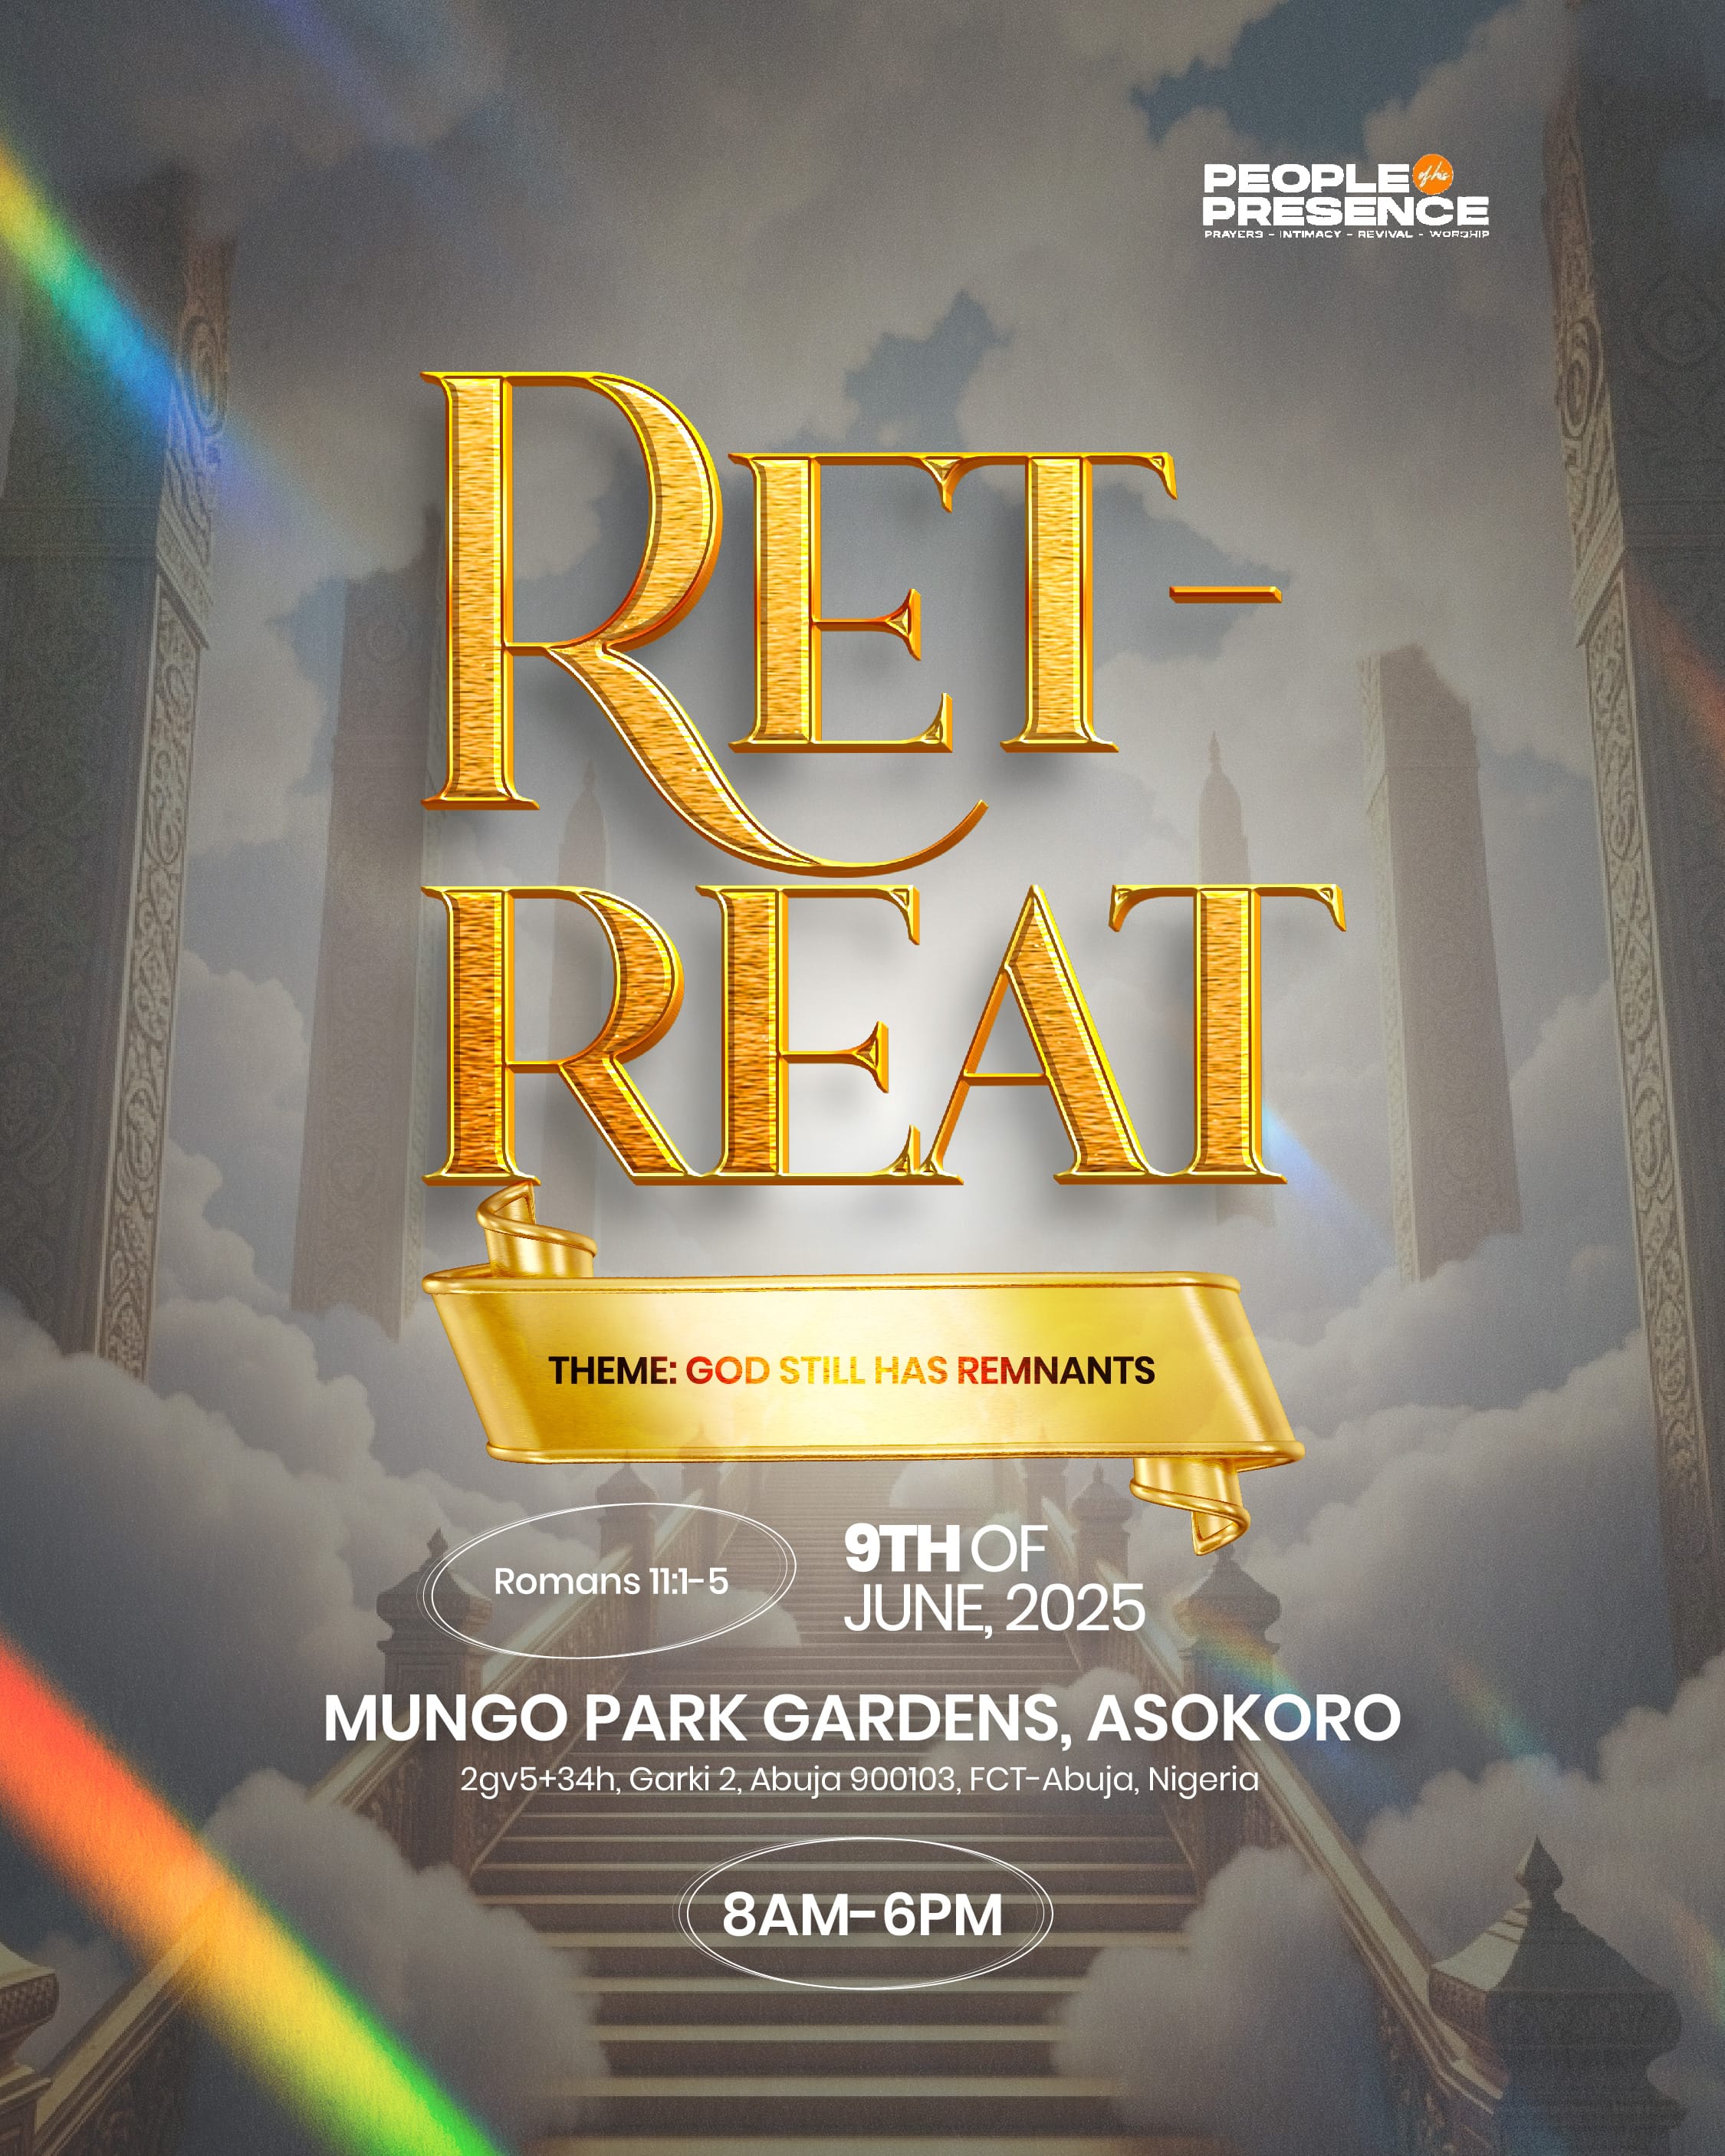 PEOPLE of his
PRESENCE
PRAYERS - INTIMACY - REVIVAL - WORSHIP
RET-
REAT
THEME: GOD STILL HAS REMNANTS
Romans 11:1-5
9TH OF
JUNE, 2025
MUNGO PARK GARDENS, ASOKORO
2gv5+34h, Garki 2, Abuja 900103, FCT-Abuja, Nigeria
8AM-6PM